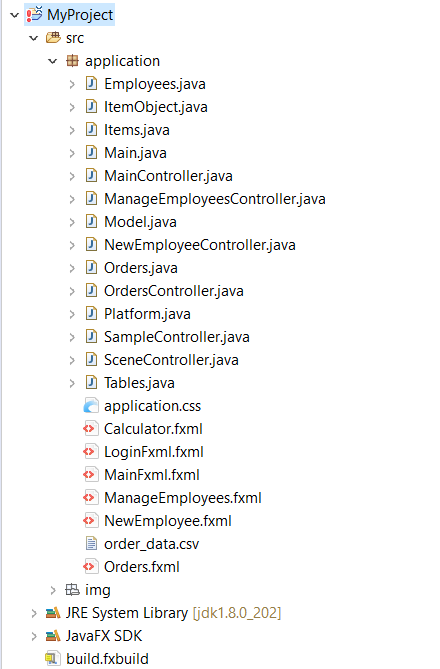 MyProject
src
application
Employees.java
ItemObject.java
Items.java
Main.java
MainController.java
ManageEmployeesController.java
Model.java
NewEmployeeController.java
Orders.java
OrdersController.java
Platform.java
SampleController.java
SceneController.java
Tables.java
application.css
Calculator.fxml
LoginFxml.fxml
MainFxml.fxml
ManageEmployees.fxml
NewEmployee.fxml
order_data.csv
Orders.fxml
img
JRE System Library [jdk1.8.0_202]
JavaFX SDK
build.fxbuild